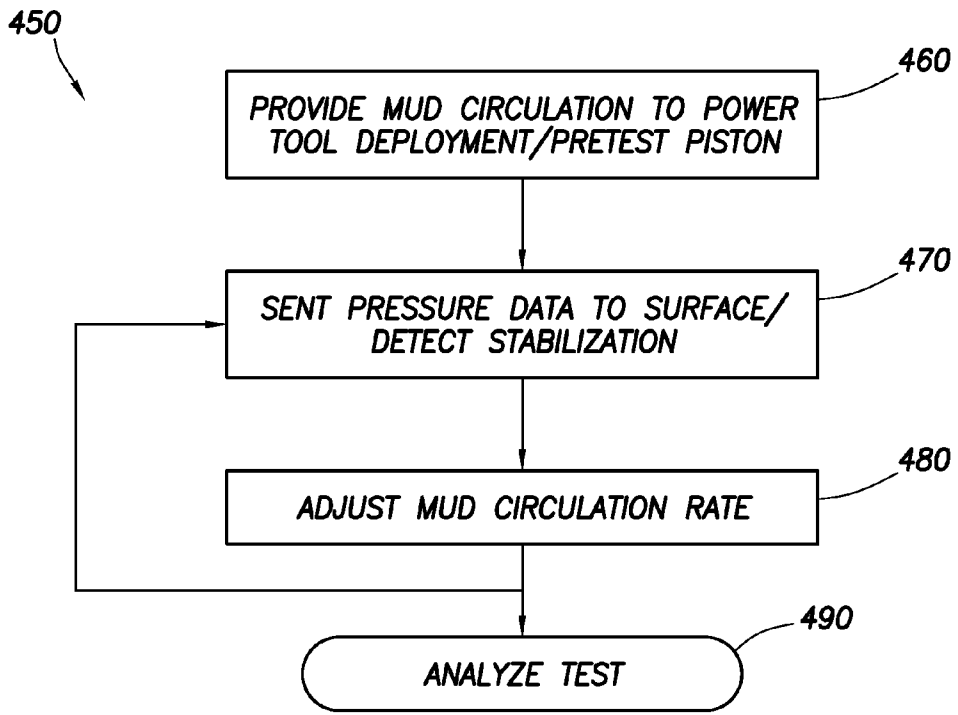 450
460
PROVIDE MUD CIRCULATION TO POWER
TOOL DEPLOYMENT/PRETEST PISTON
470
SENT PRESSURE DATA TO SURFACE/
DETECT STABILIZATION
480
ADJUST MUD CIRCULATION RATE
490
ANALYZE TEST